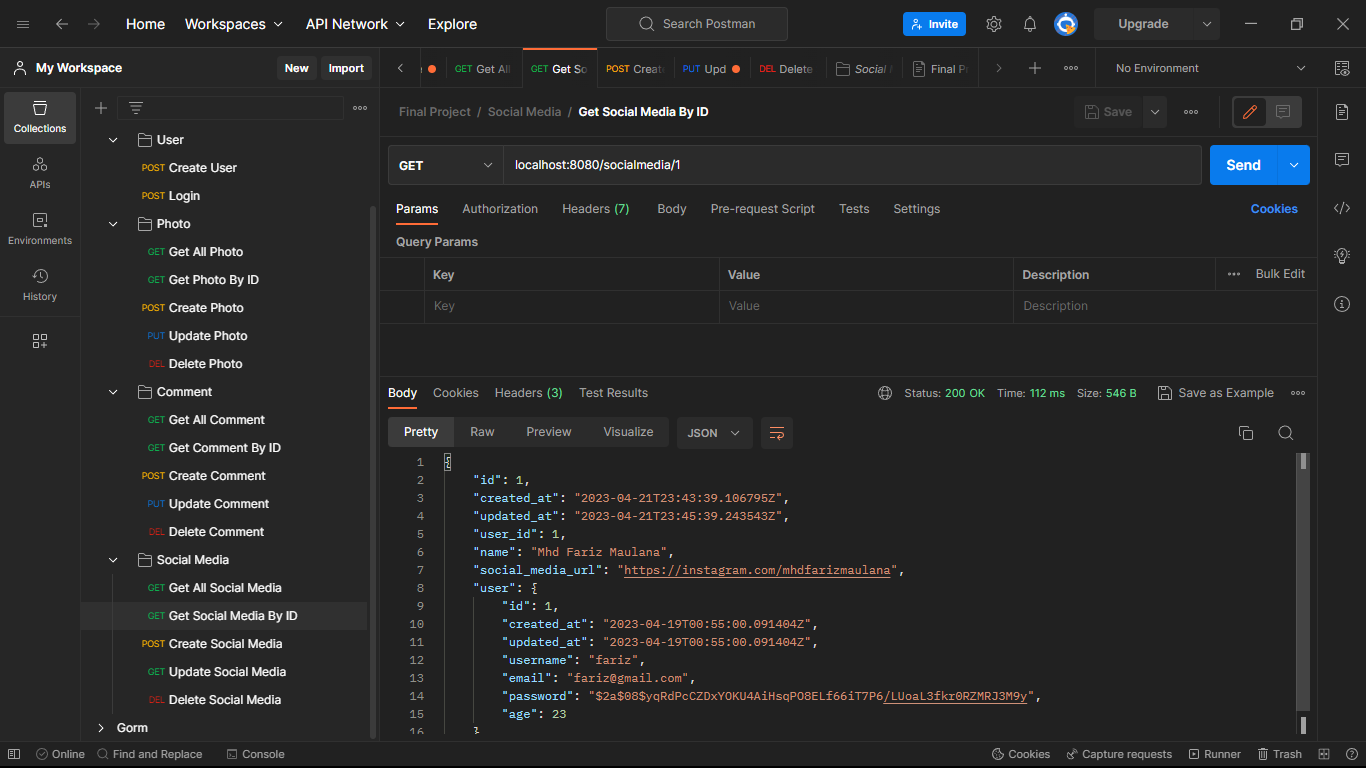 Home Workspaces API Network Explore Search Postman Invite Upgrade
My Workspace New Import
GET Get All GET Get So POST Creat PUT Upd DEL Delete Social Final P No Environment
Collections
APIs
Environments
History
User
POST Create User
POST Login
Photo
GET Get All Photo
GET Get Photo By ID
POST Create Photo
PUT Update Photo
DEL Delete Photo
Comment
GET Get All Comment
GET Get Comment By ID
POST Create Comment
PUT Update Comment
DEL Delete Comment
Social Media
GET Get All Social Media
GET Get Social Media By ID
POST Create Social Media
GET Update Social Media
DEL Delete Social Media
Gorm
Final Project / Social Media / Get Social Media By ID Save
GET localhost:8080/socialmedia/1 Send
Params Authorization Headers (7) Body Pre-request Script Tests Settings Cookies
Query Params
Key Value Description Bulk Edit
Key Value Description
Body Cookies Headers (3) Test Results Status: 200 OK Time: 112 ms Size: 546 B Save as Example
Pretty Raw Preview Visualize JSON
1 {
2 "id": 1,
3 "created_at": "2023-04-21T23:43:39.106795Z",
4 "updated_at": "2023-04-21T23:45:39.243543Z",
5 "user_id": 1,
6 "name": "Mhd Fariz Maulana",
7 "social_media_url": "https://instagram.com/mhdfarizmaulana",
8 "user": {
9 "id": 1,
10 "created_at": "2023-04-19T00:55:00.091404Z",
11 "updated_at": "2023-04-19T00:55:00.091404Z",
12 "username": "fariz",
13 "email": "fariz@gmail.com",
14 "password": "$2a$08$yqRdPcCZDxYOKU4AiHsqPO8ELf66iT7P6/LUoaL3fkr0RZMRJ3M9y",
15 "age": 23
16 }
Online Find and Replace Console Cookies Capture requests Runner Trash